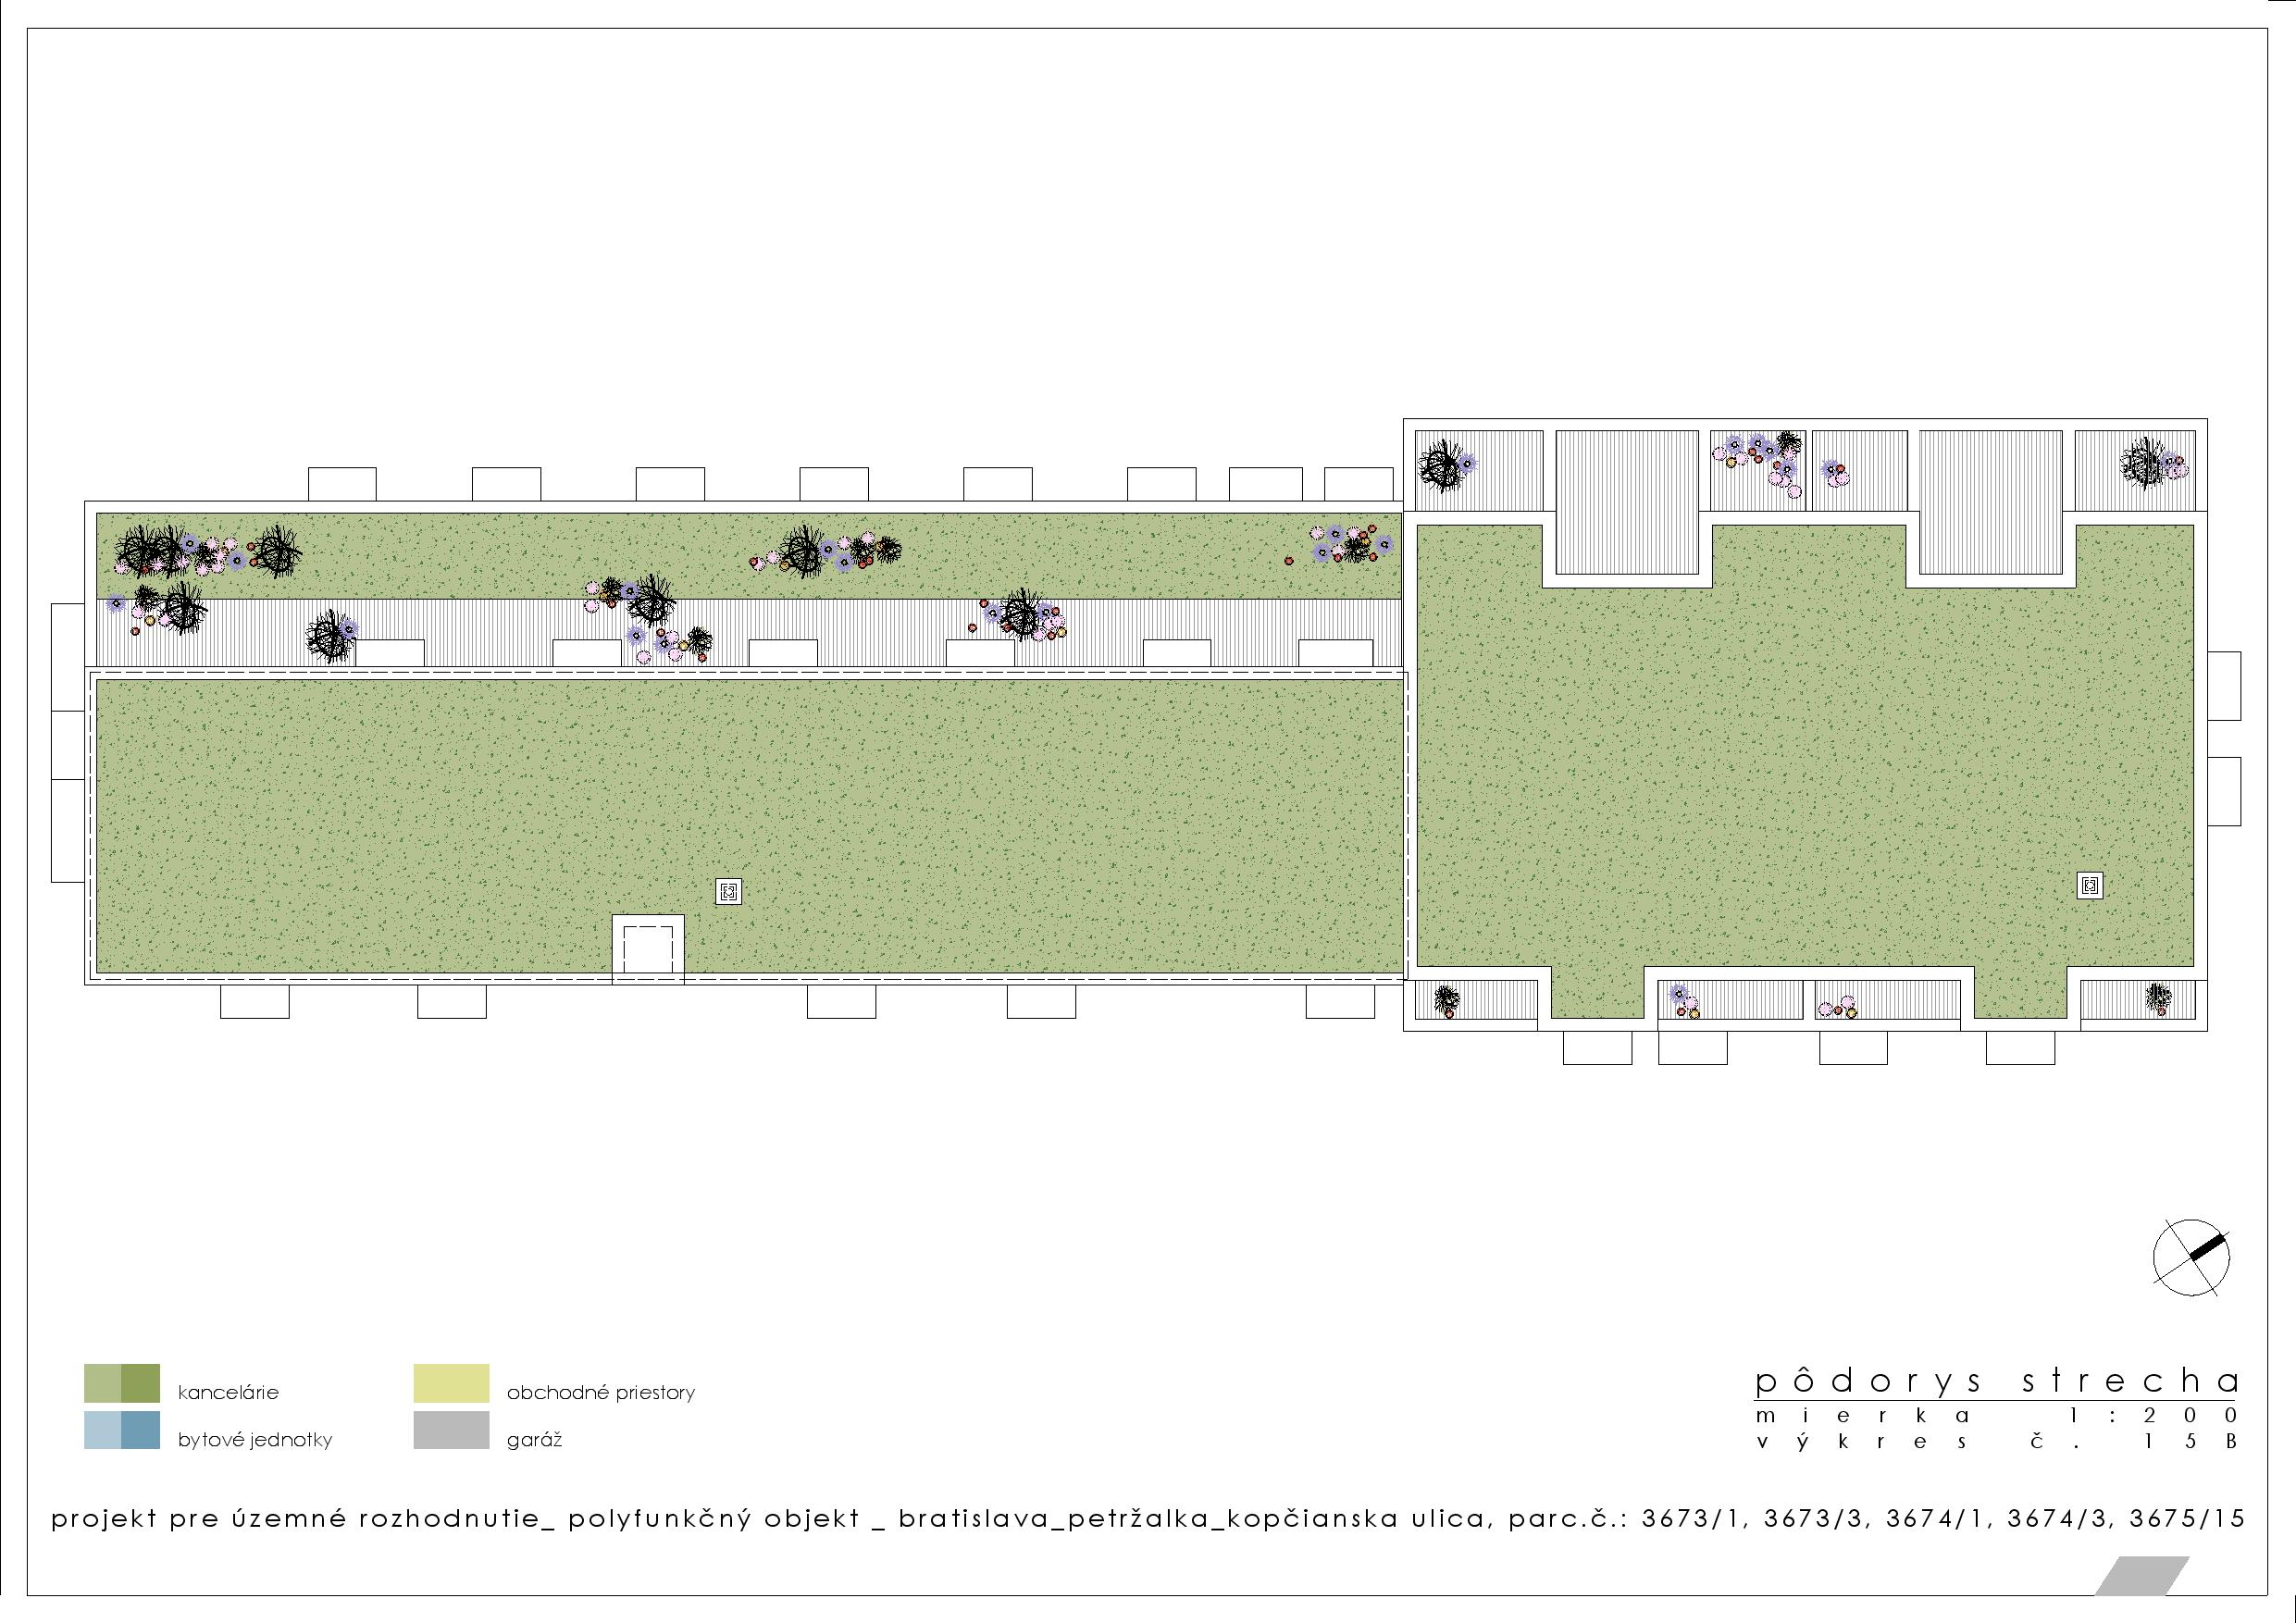 kancelárie
obchodné priestory
bytové jednotky
garáž
pôdorys strecha
mierka 1:200
výkres č. 15B
projekt pre územné rozhodnutie_ polyfunkčný objekt _ bratislava_petržalka_kopčianska ulica, parc.č.: 3673/1, 3673/3, 3674/1, 3674/3, 3675/15